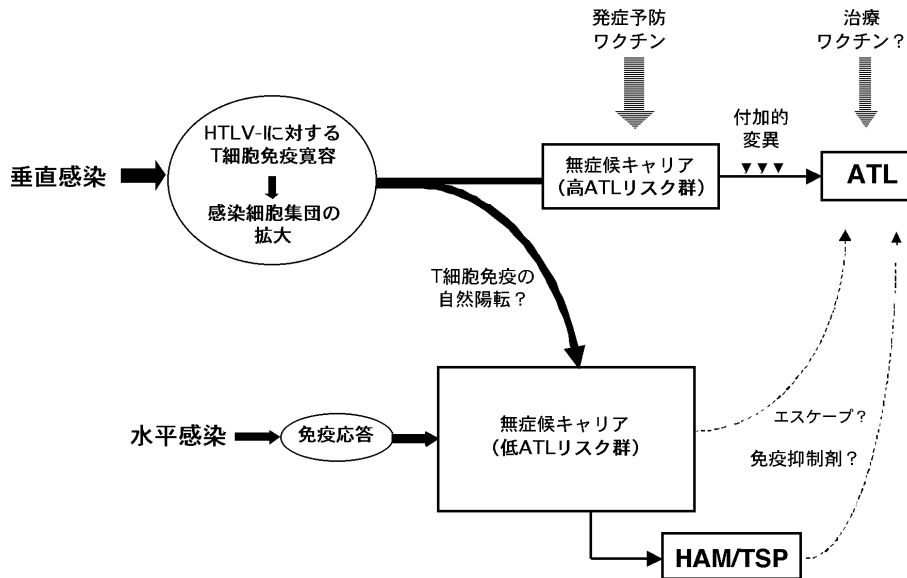 発症予防
ワクチン
治療
ワクチン？
HTLV-Iに対する
T細胞免疫寛容
感染細胞集団の
拡大
付加的
変異
垂直感染
無症候キャリア
（高ATLリスク群）
ATL
T細胞免疫の
自然陽転？
水平感染
免疫応答
無症候キャリア
（低ATLリスク群）
エスケープ？
免疫抑制剤？
HAM/TSP